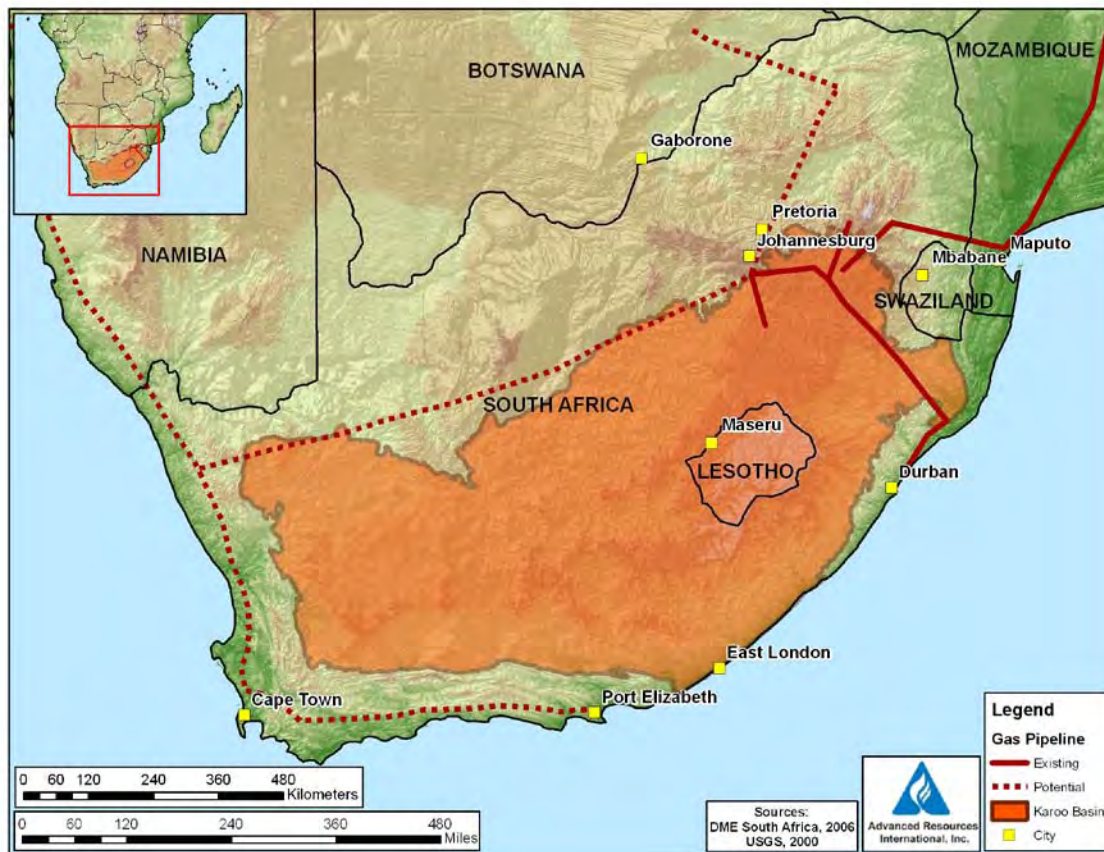 BOTSWANA
MOZAMBIQUE
Gaborone
NAMIBIA
Pretoria
Johannesburg
Maputo
Mbabane
SWAZILAND
SOUTH AFRICA
Maseru
LESOTHO
Durban
East London
Port Elizabeth
Cape Town
0 60 120 240 360 480
Kilometers
0 60 120 240 360 480
Miles
Sources:
DME South Africa, 2006
USGS, 2000
Advanced Resources
International, Inc.
Legend
Gas Pipeline
Existing
Potential
Karoo Basin
City